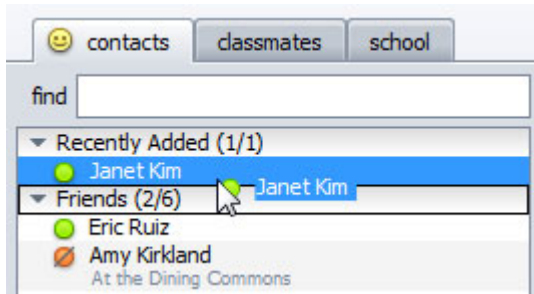 contacts classmates school
find
Recently Added (1/1)
Janet Kim
Janet Kim
Friends (2/6)
Eric Ruiz
Amy Kirkland
At the Dining Commons